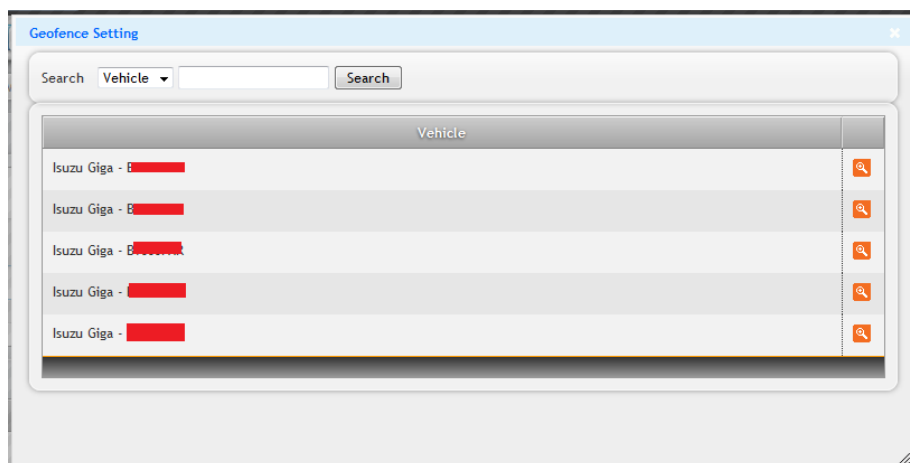 Geofence Setting
Search Vehicle Search
Vehicle
Isuzu Giga - B
Isuzu Giga - B
Isuzu Giga - B
Isuzu Giga -
Isuzu Giga -